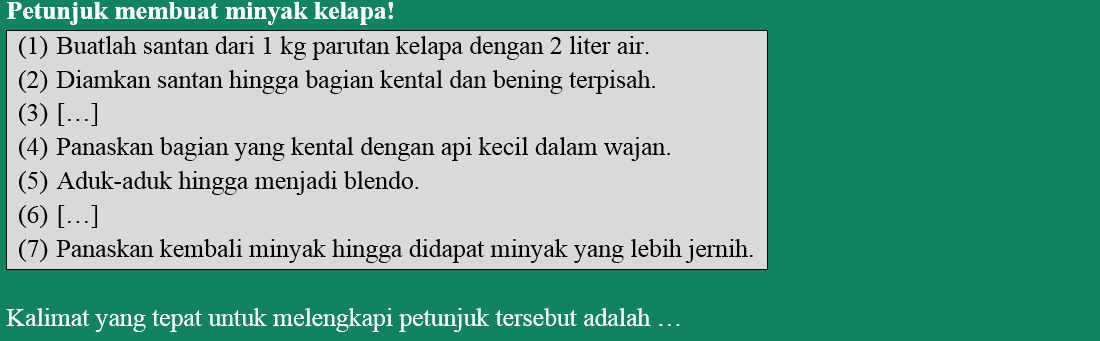 Petunjuk membuat minyak kelapa!
(1) Buatlah santan dari 1 kg parutan kelapa dengan 2 liter air.
(2) Diamkan santan hingga bagian kental dan bening terpisah.
(3) […]
(4) Panaskan bagian yang kental dengan api kecil dalam wajan.
(5) Aduk-aduk hingga menjadi blendo.
(6) […]
(7) Panaskan kembali minyak hingga didapat minyak yang lebih jernih.
Kalimat yang tepat untuk melengkapi petunjuk tersebut adalah …